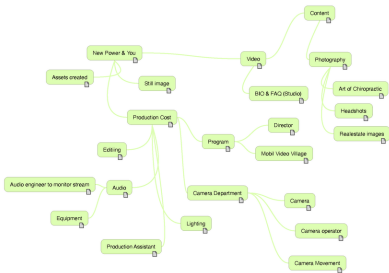 Content
New Power & You
Video
Photography
Assets created
Still image
BIO & FAQ (Studio)
Art of Chiropractic
Headshots
Realestate images
Production Cost
Director
Program
Mobil Video Village
Editiing
Audio engineer to monitor stream
Audio
Camera Department
Camera
Equipment
Lighting
Camera operator
Production Assistant
Camera Movement